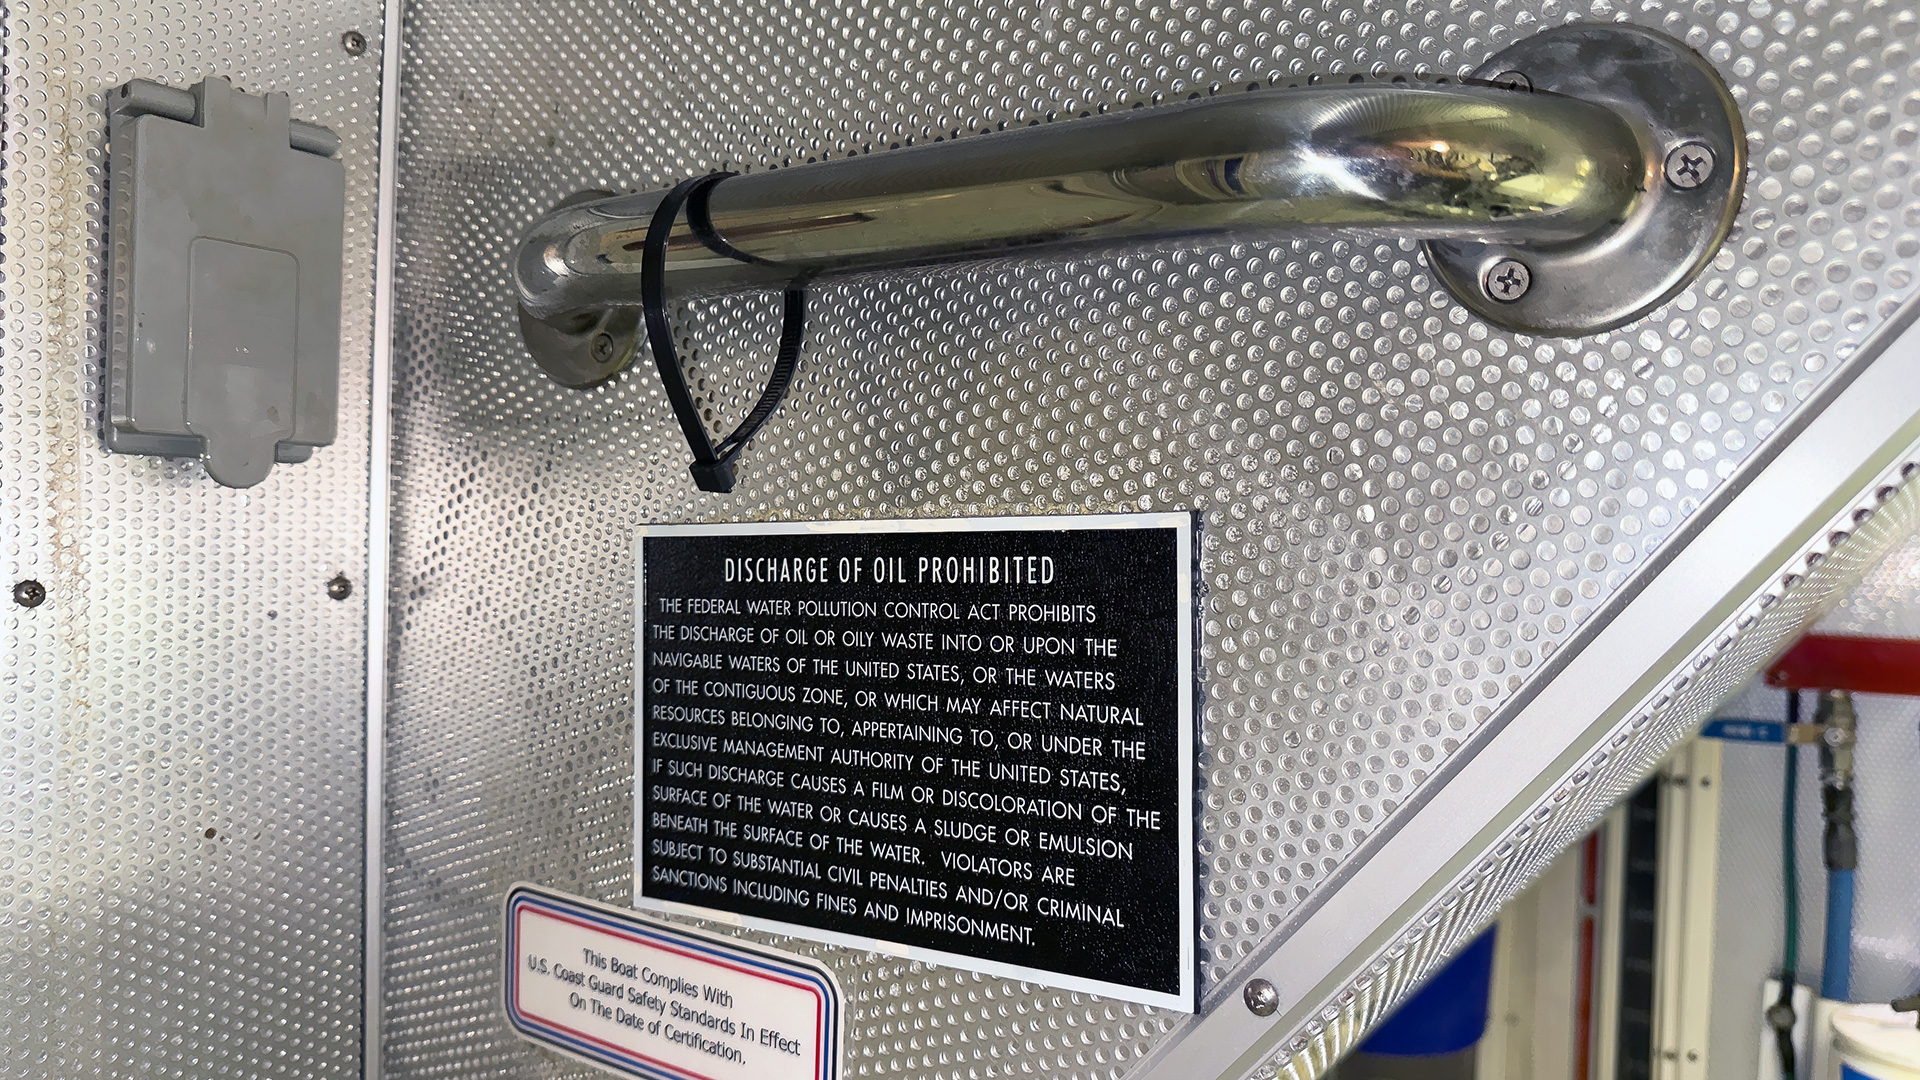 DISCHARGE OF OIL PROHIBITED
THE FEDERAL WATER POLLUTION CONTROL ACT PROHIBITS
THE DISCHARGE OF OIL OR OILY WASTE INTO OR UPON THE
NAVIGABLE WATERS OF THE UNITED STATES, OR THE WATERS
OF THE CONTIGUOUS ZONE, OR WHICH MAY AFFECT NATURAL
RESOURCES BELONGING TO, APPERTAINING TO, OR UNDER THE
EXCLUSIVE MANAGEMENT AUTHORITY OF THE UNITED STATES,
IF SUCH DISCHARGE CAUSES A FILM OR DISCOLORATION OF THE
SURFACE OF THE WATER OR CAUSES A SLUDGE OR EMULSION
BENEATH THE SURFACE OF THE WATER. VIOLATORS ARE
SUBJECT TO SUBSTANTIAL CIVIL PENALTIES AND/OR CRIMINAL
SANCTIONS INCLUDING FINES AND IMPRISONMENT.
This Boat Complies With
U.S. Coast Guard Safety Standards In Effect
On The Date of Certification.